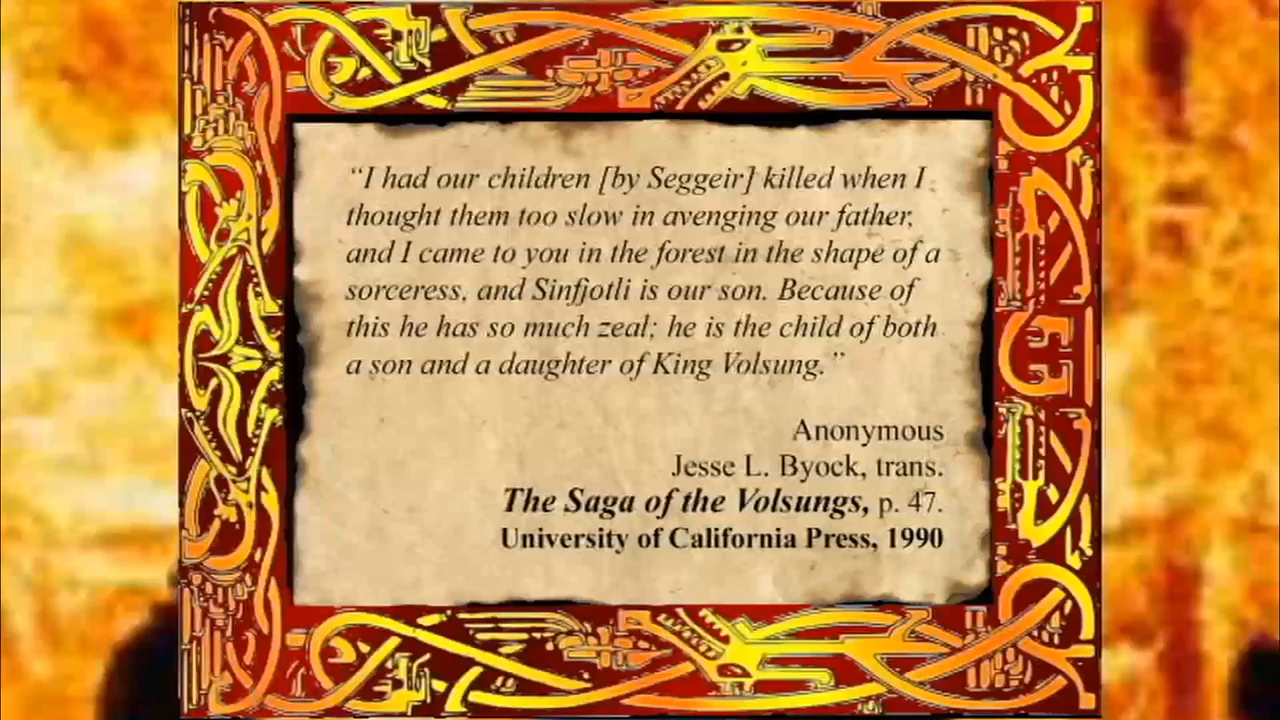 “I had our children [by Seggeir] killed when I
thought them too slow in avenging our father,
and I came to you in the forest in the shape of a
sorceress, and Sinfjotli is our son. Because of
this he has so much zeal; he is the child of both
a son and a daughter of King Volsung.”
Anonymous
Jesse L. Byock, trans.
The Saga of the Volsungs, p. 47.
University of California Press, 1990